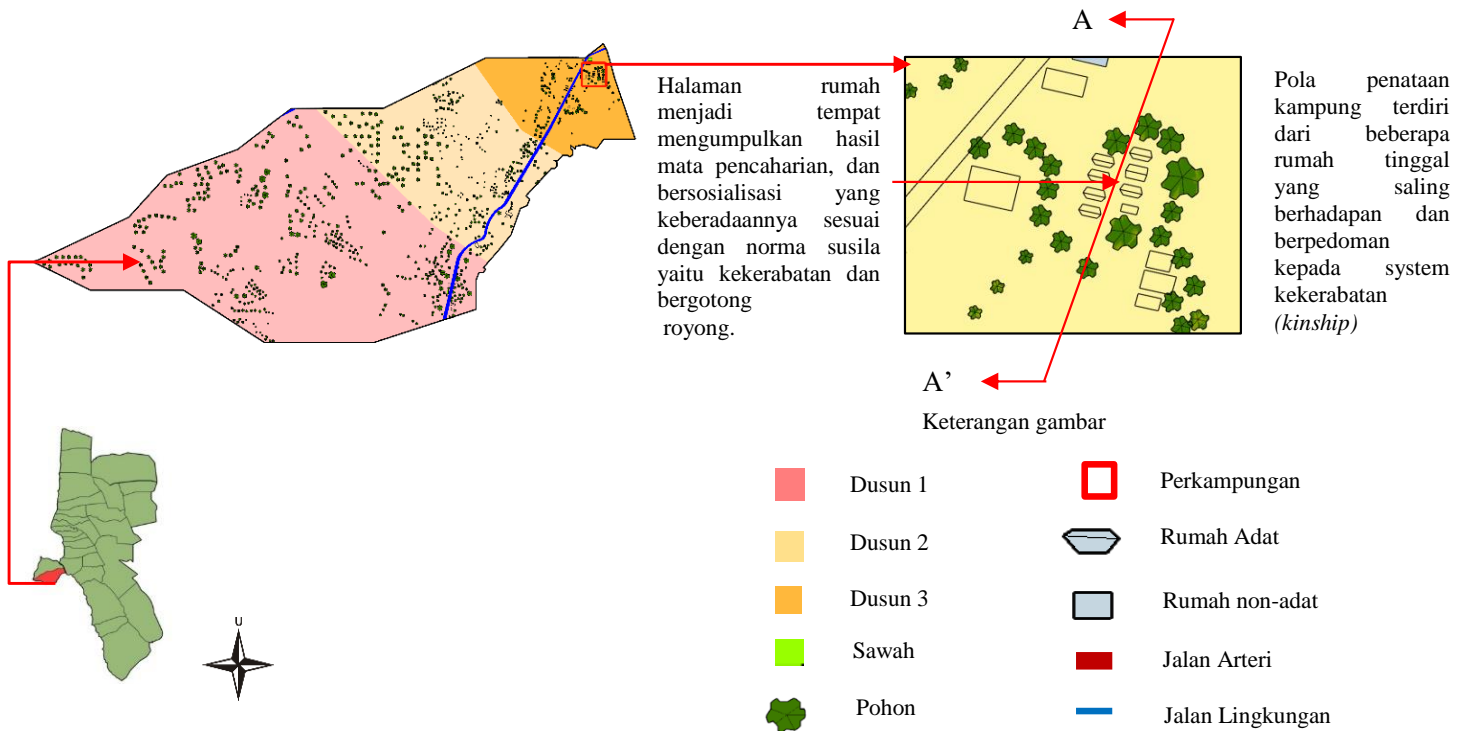 Halaman rumah
menjadi tempat
mengumpulkan hasil
mata pencaharian, dan
bersosialisasi yang
keberadaannya sesuai
dengan norma susila
yaitu kekerabatan dan
bergotong
royong.
A
Pola penataan
kampung terdiri
dari beberapa
rumah tinggal
yang saling
berhadapan dan
berpedoman
kepada system
kekerabatan
(kinship)
A’
Keterangan gambar
Dusun 1
Dusun 2
Dusun 3
Sawah
Pohon
Perkampungan
Rumah Adat
Rumah non-adat
Jalan Arteri
Jalan Lingkungan
U